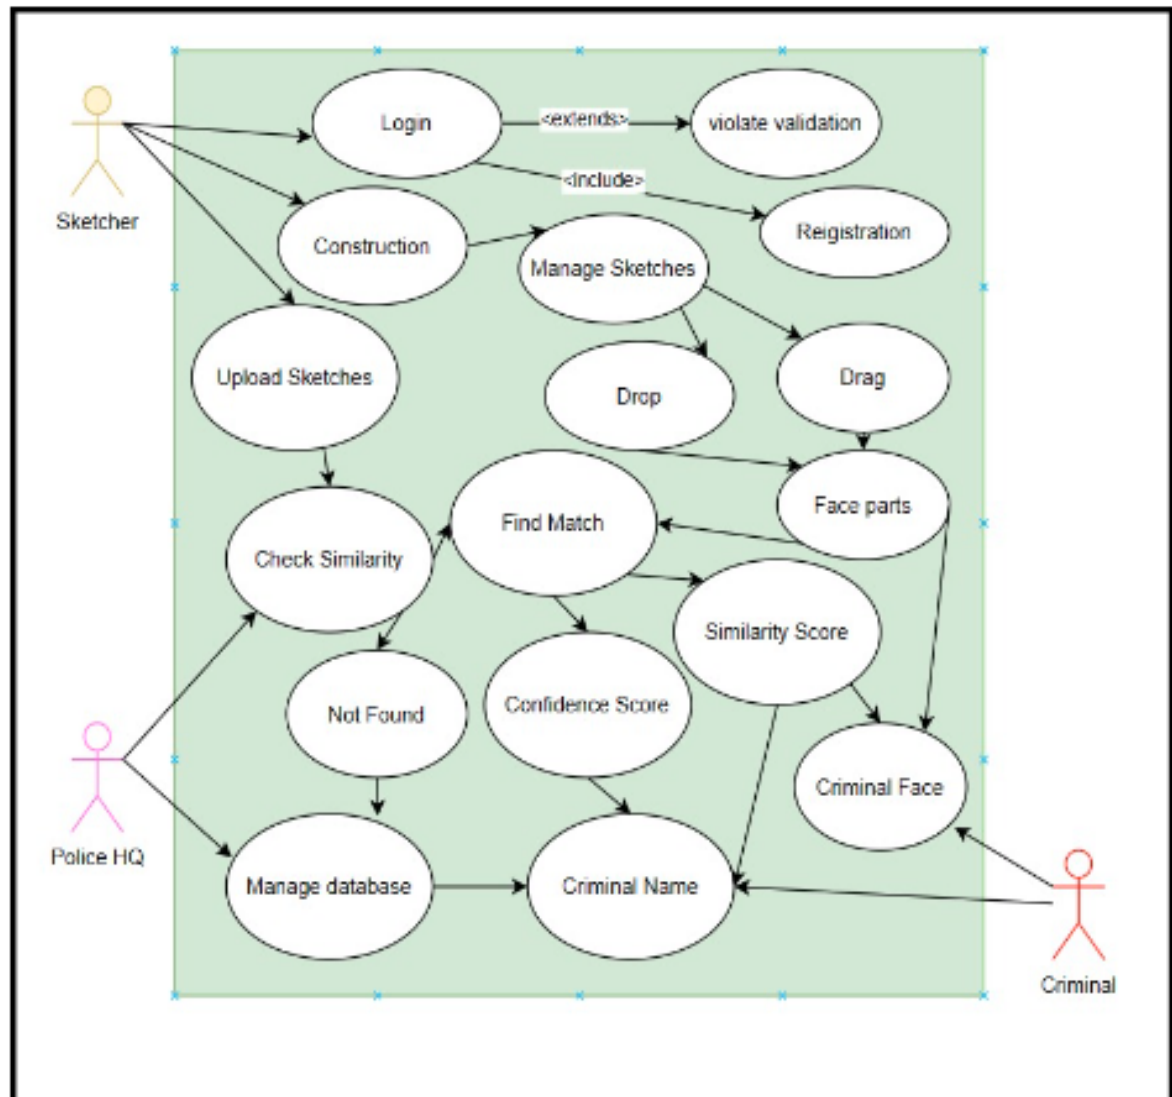 Login
<extends>
violate validation
Sketcher
<include>
Reigistration
Construction
Manage Sketches
Upload Sketches
Drop
Drag
Find Match
Face parts
Check Similarity
Similarity Score
Not Found
Confidence Score
Criminal Face
Police HQ
Manage database
Criminal Name
Criminal